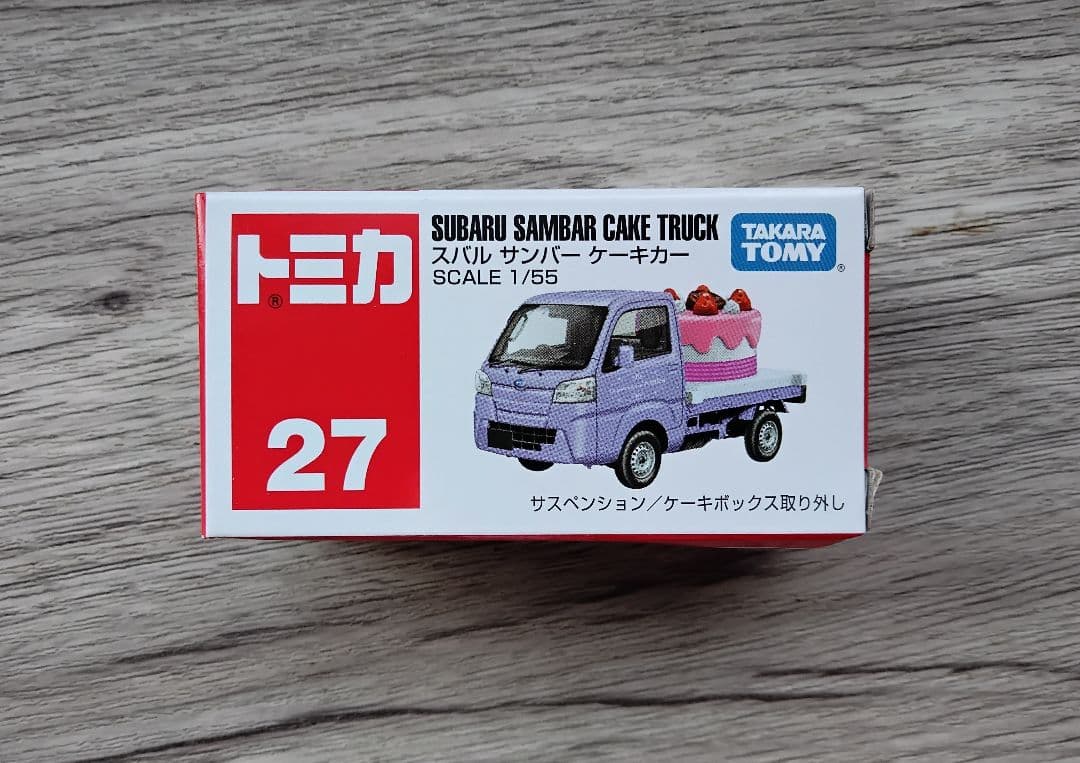 トミカ
®
27
SUBARU SAMBAR CAKE TRUCK
スバル サンバー ケーキカー
SCALE 1/55
TAKARA
TOMY
®
サスペンション／ケーキボックス取り外し